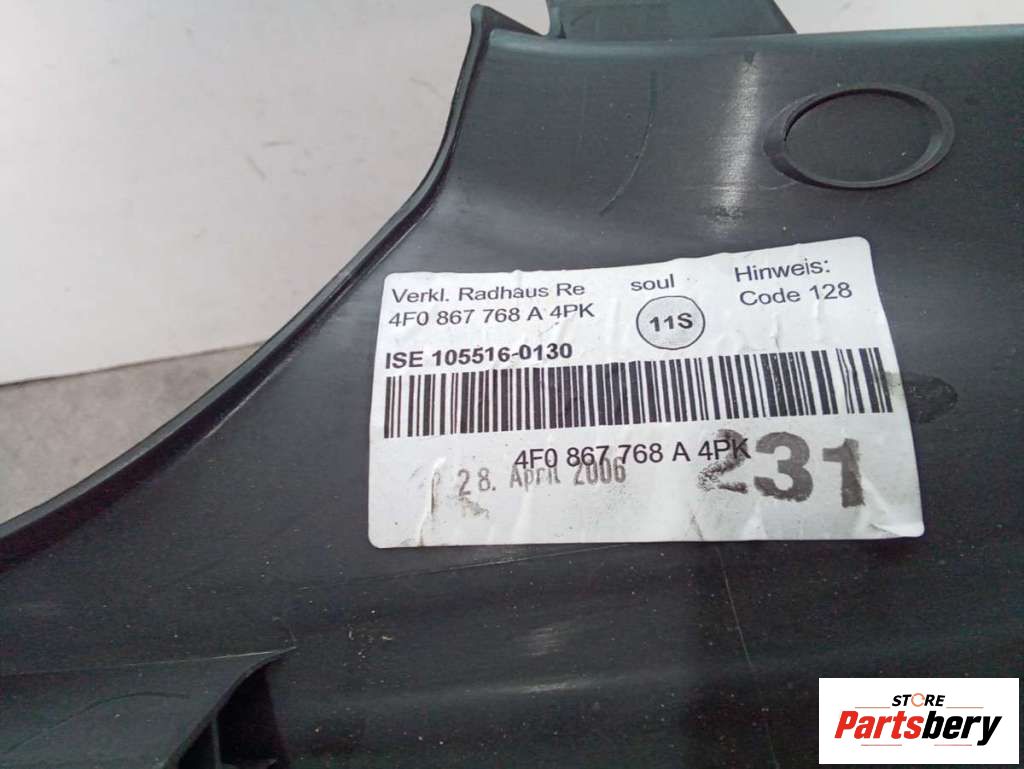 Verkl. Radhaus Re
4F0 867 768 A 4PK
soul
11S
Hinweis:
Code 128
ISE 105516-0130
4F0 867 768 A 4PK
28. April 2006
231
STORE
Partsbery